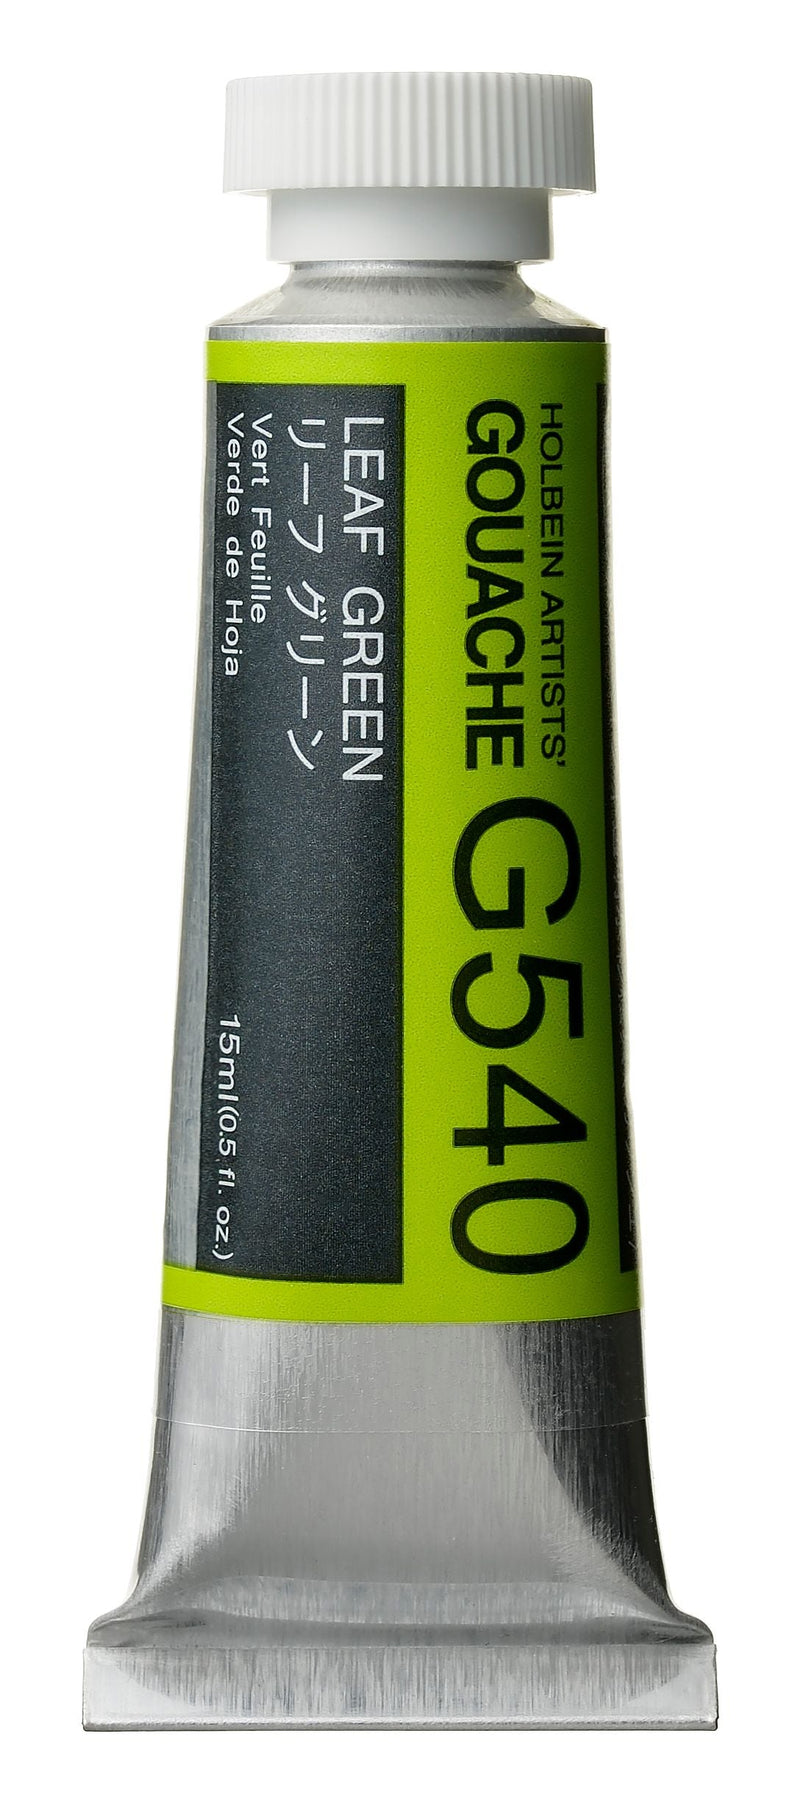 HOLBEIN ARTISTS'
GOUACHE G540
LEAF GREEN
リーフ グリーン
Vert Feuille
Verde de Hoja
15ml(0.5 fl. oz.)